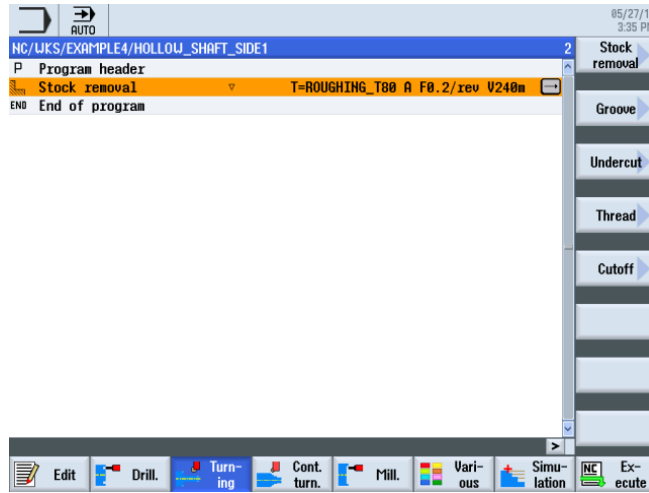 AUTO
05/27/1
3:35 PM
NC/WKS/EXAMPLE4/HOLLOW_SHAFT_SIDE1 2
P Program header
Stock removal ▽ T=ROUGHING_T80 A F0.2/rev V240m
END End of program
Stock
removal
Groove
Undercut
Thread
Cutoff
>
Edit
Drill.
Turn-
ing
Cont.
turn.
Mill.
Vari-
ous
Simu-
lation
NC Ex-
ecute